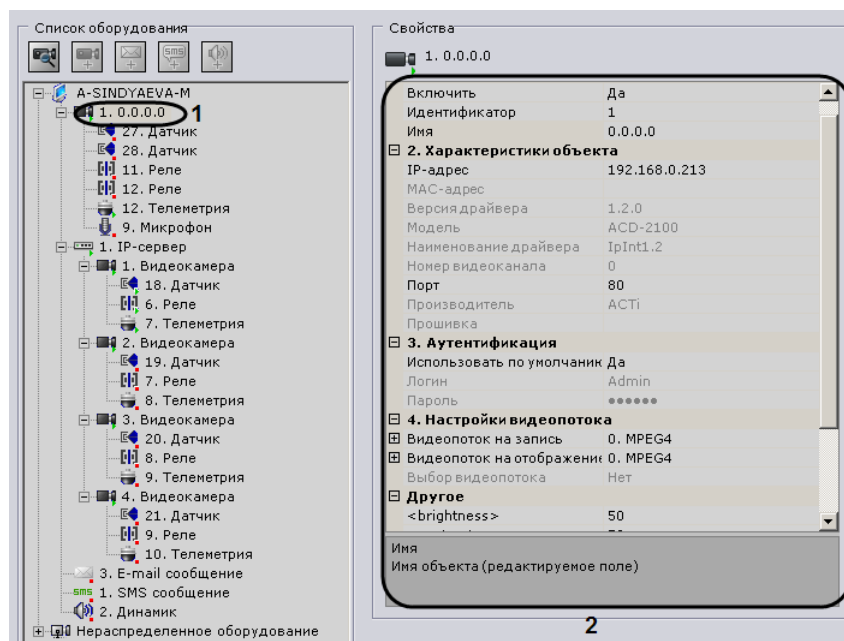 Список оборудования
A-SINDYAEVA-M
1. 0.0.0.0 1
27. Датчик
28. Датчик
11. Реле
12. Реле
12. Телеметрия
9. Микрофон
1. IP-сервер
1. Видеокамера
18. Датчик
6. Реле
7. Телеметрия
2. Видеокамера
19. Датчик
7. Реле
8. Телеметрия
3. Видеокамера
20. Датчик
8. Реле
9. Телеметрия
4. Видеокамера
21. Датчик
9. Реле
10. Телеметрия
3. E-mail сообщение
sms 1. SMS сообщение
2. Динамик
Нераспределенное оборудование
Свойства
1. 0.0.0.0
Включить Да
Идентификатор 1
Имя 0.0.0.0
2. Характеристики объекта
IP-адрес 192.168.0.213
MAC-адрес
Версия драйвера 1.2.0
Модель ACD-2100
Наименование драйвера IpInt1.2
Номер видеоканала 0
Порт 80
Производитель ACTi
Прошивка
3. Аутентификация
Использовать по умолчанин Да
Логин Admin
Пароль ●●●●●●
4. Настройки видеопотока
Видеопоток на запись 0. MPEG4
Видеопоток на отображение 0. MPEG4
Выбор видеопотока Нет
Другое
<brightness> 50
Имя
Имя объекта (редактируемое поле)
2